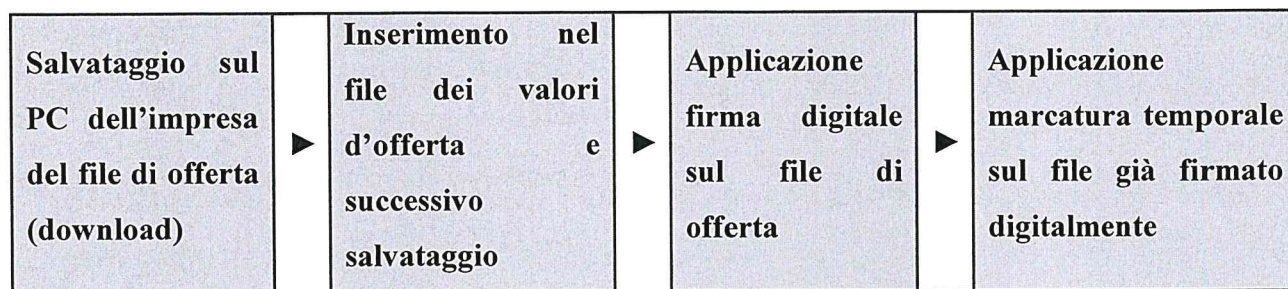 Salvataggio sul
PC dell'impresa
del file di offerta
(download)
Inserimento nel
file dei valori
d'offerta e
successivo
salvataggio
Applicazione
firma digitale
sul file di
offerta
Applicazione
marcatura temporale
sul file già firmato
digitalmente